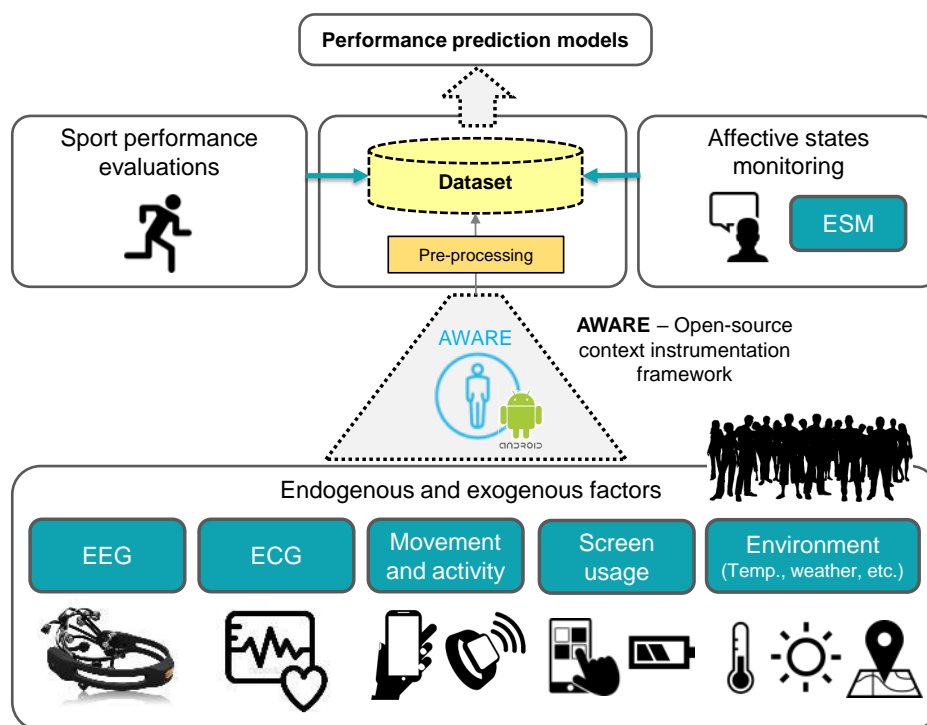 Performance prediction models
Sport performance
evaluations
Dataset
Pre-processing
Affective states
monitoring
ESM
AWARE
ANDROID
AWARE – Open-source
context instrumentation
framework
Endogenous and exogenous factors
EEG
ECG
Movement
and activity
Screen
usage
Environment
(Temp., weather, etc.)